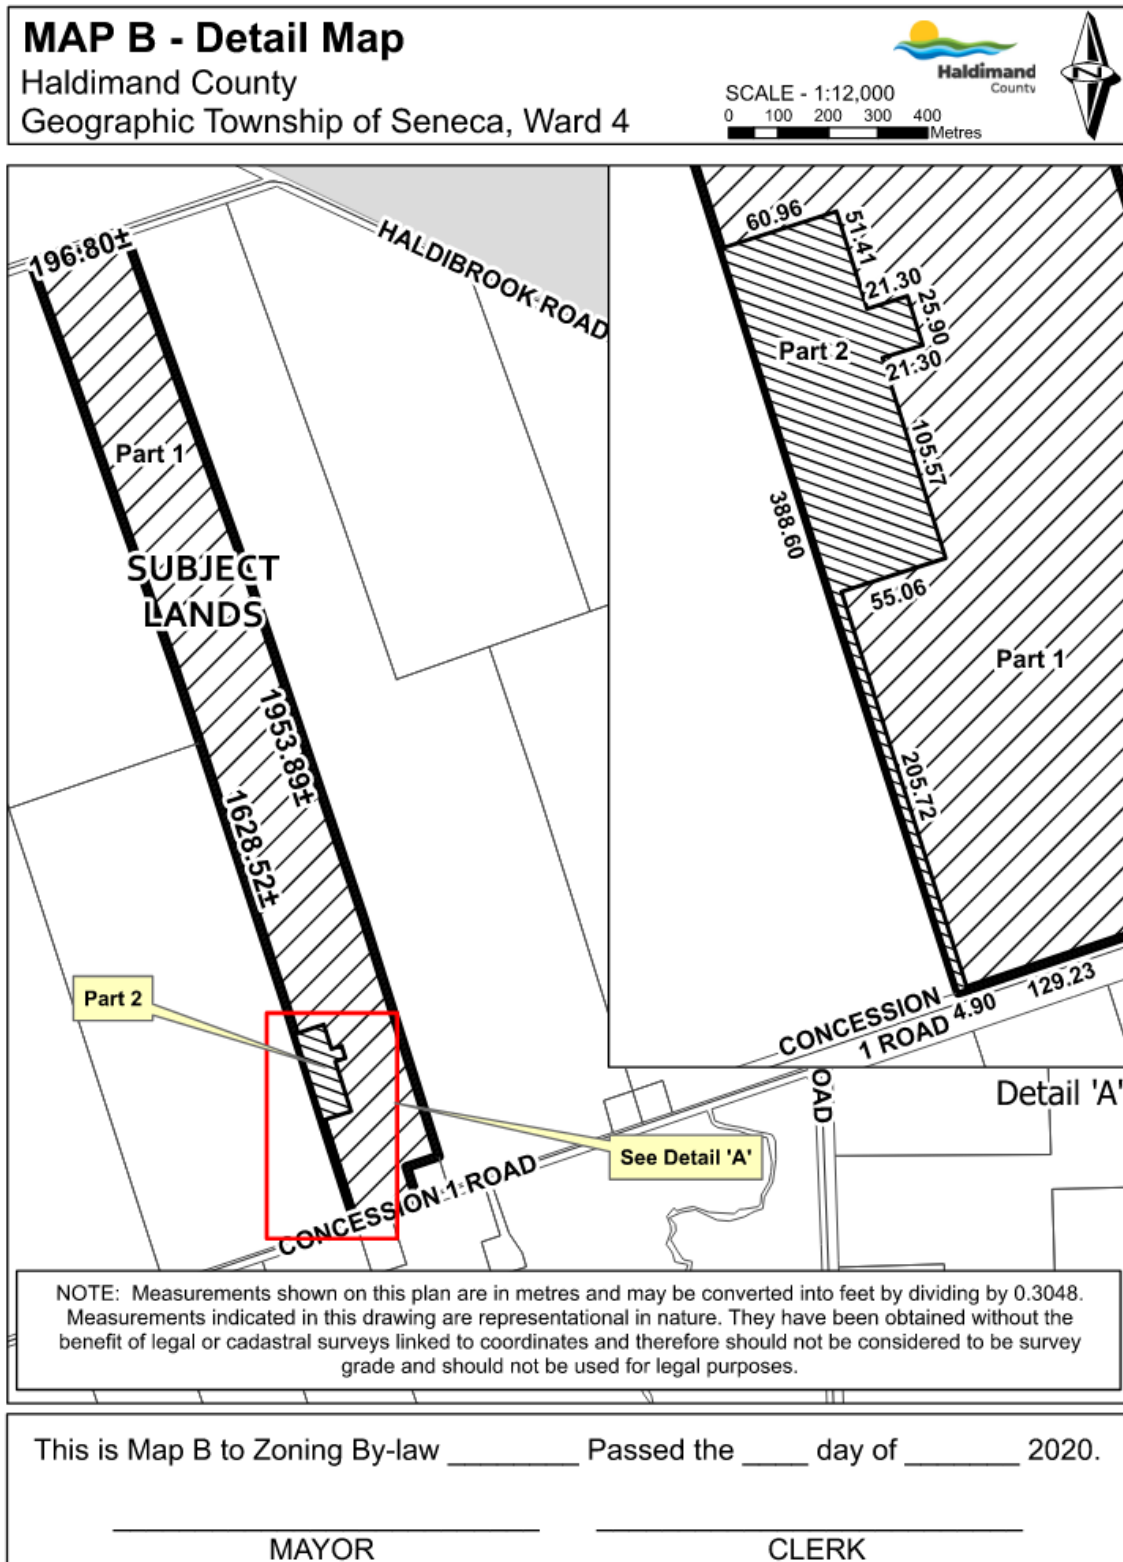 MAP B - Detail Map
Haldimand County
Geographic Township of Seneca, Ward 4
SCALE - 1:12,000
0 100 200 300 400
Metres
Haldimand
County
N
196.80±
HALDIBROOK ROAD
Part 1
SUBJECT
LANDS
1953.89±
1628.52±
Part 2
See Detail 'A'
CONCESSION 1 ROAD
60.96
51.41
21.30
25.90
Part 2
21.30
105.57
388.60
55.06
Part 1
205.72
129.23
4.90
CONCESSION
1 ROAD
OAD
Detail 'A'
NOTE: Measurements shown on this plan are in metres and may be converted into feet by dividing by 0.3048.
Measurements indicated in this drawing are representational in nature. They have been obtained without the
benefit of legal or cadastral surveys linked to coordinates and therefore should not be considered to be survey
grade and should not be used for legal purposes.
This is Map B to Zoning By-law ________ Passed the ____ day of _______ 2020.
MAYOR
CLERK